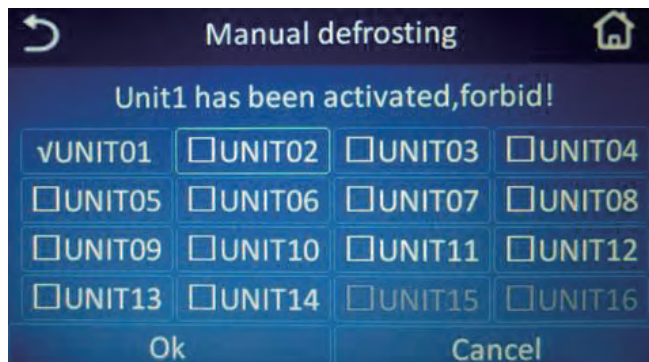 Manual defrosting
Unit1 has been activated,forbid!
√UNIT01 □UNIT02 □UNIT03 □UNIT04
□UNIT05 □UNIT06 □UNIT07 □UNIT08
□UNIT09 □UNIT10 □UNIT11 □UNIT12
□UNIT13 □UNIT14 □UNIT15 □UNIT16
Ok Cancel